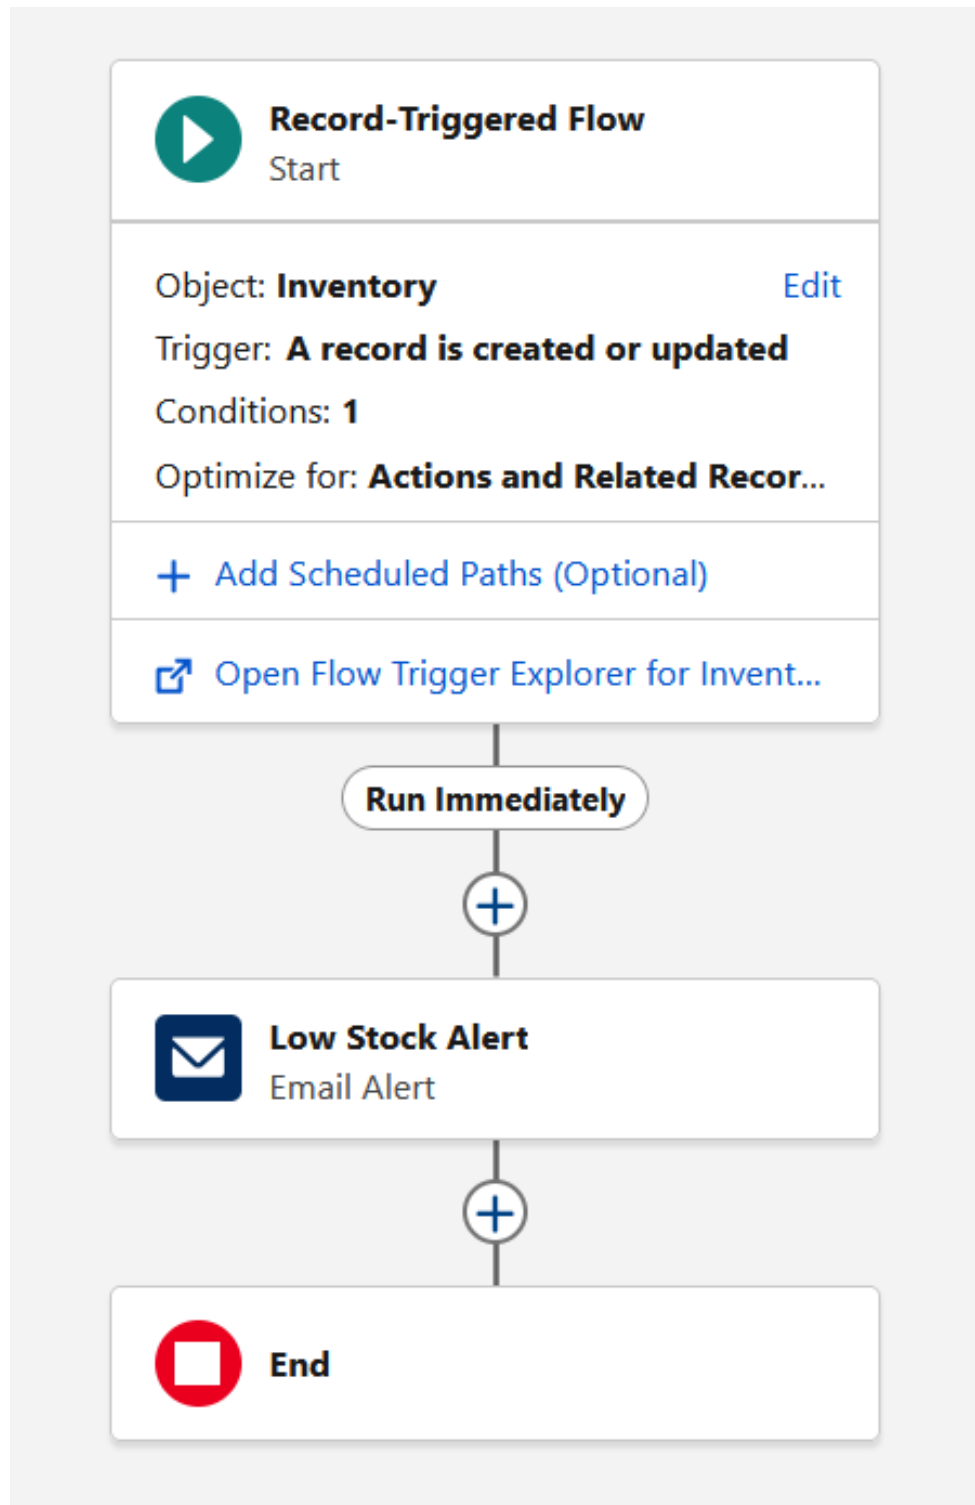 Record-Triggered Flow
Start
Object: Inventory
Edit
Trigger: A record is created or updated
Conditions: 1
Optimize for: Actions and Related Recor...
Add Scheduled Paths (Optional)
Open Flow Trigger Explorer for Invent...
Run Immediately
Low Stock Alert
Email Alert
End